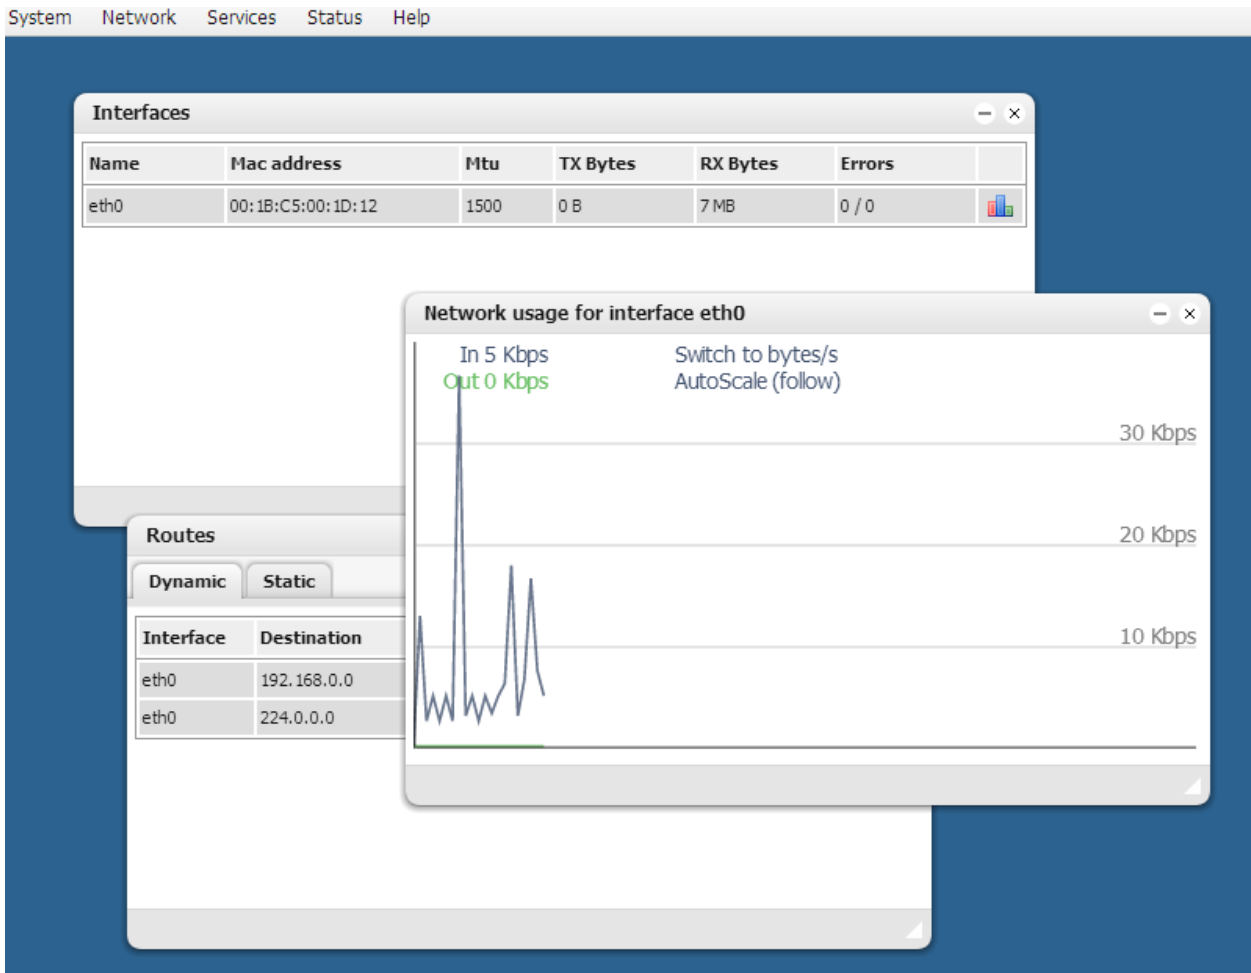 System Network Services Status Help
Interfaces
Name Mac address Mtu TX Bytes RX Bytes Errors
eth0 00:1B:C5:00:1D:12 1500 0 B 7 MB 0 / 0
Network usage for interface eth0
In 5 Kbps Switch to bytes/s
Out 0 Kbps AutoScale (follow)
30 Kbps
20 Kbps
10 Kbps
Routes
Dynamic Static
Interface Destination
eth0 192.168.0.0
eth0 224.0.0.0